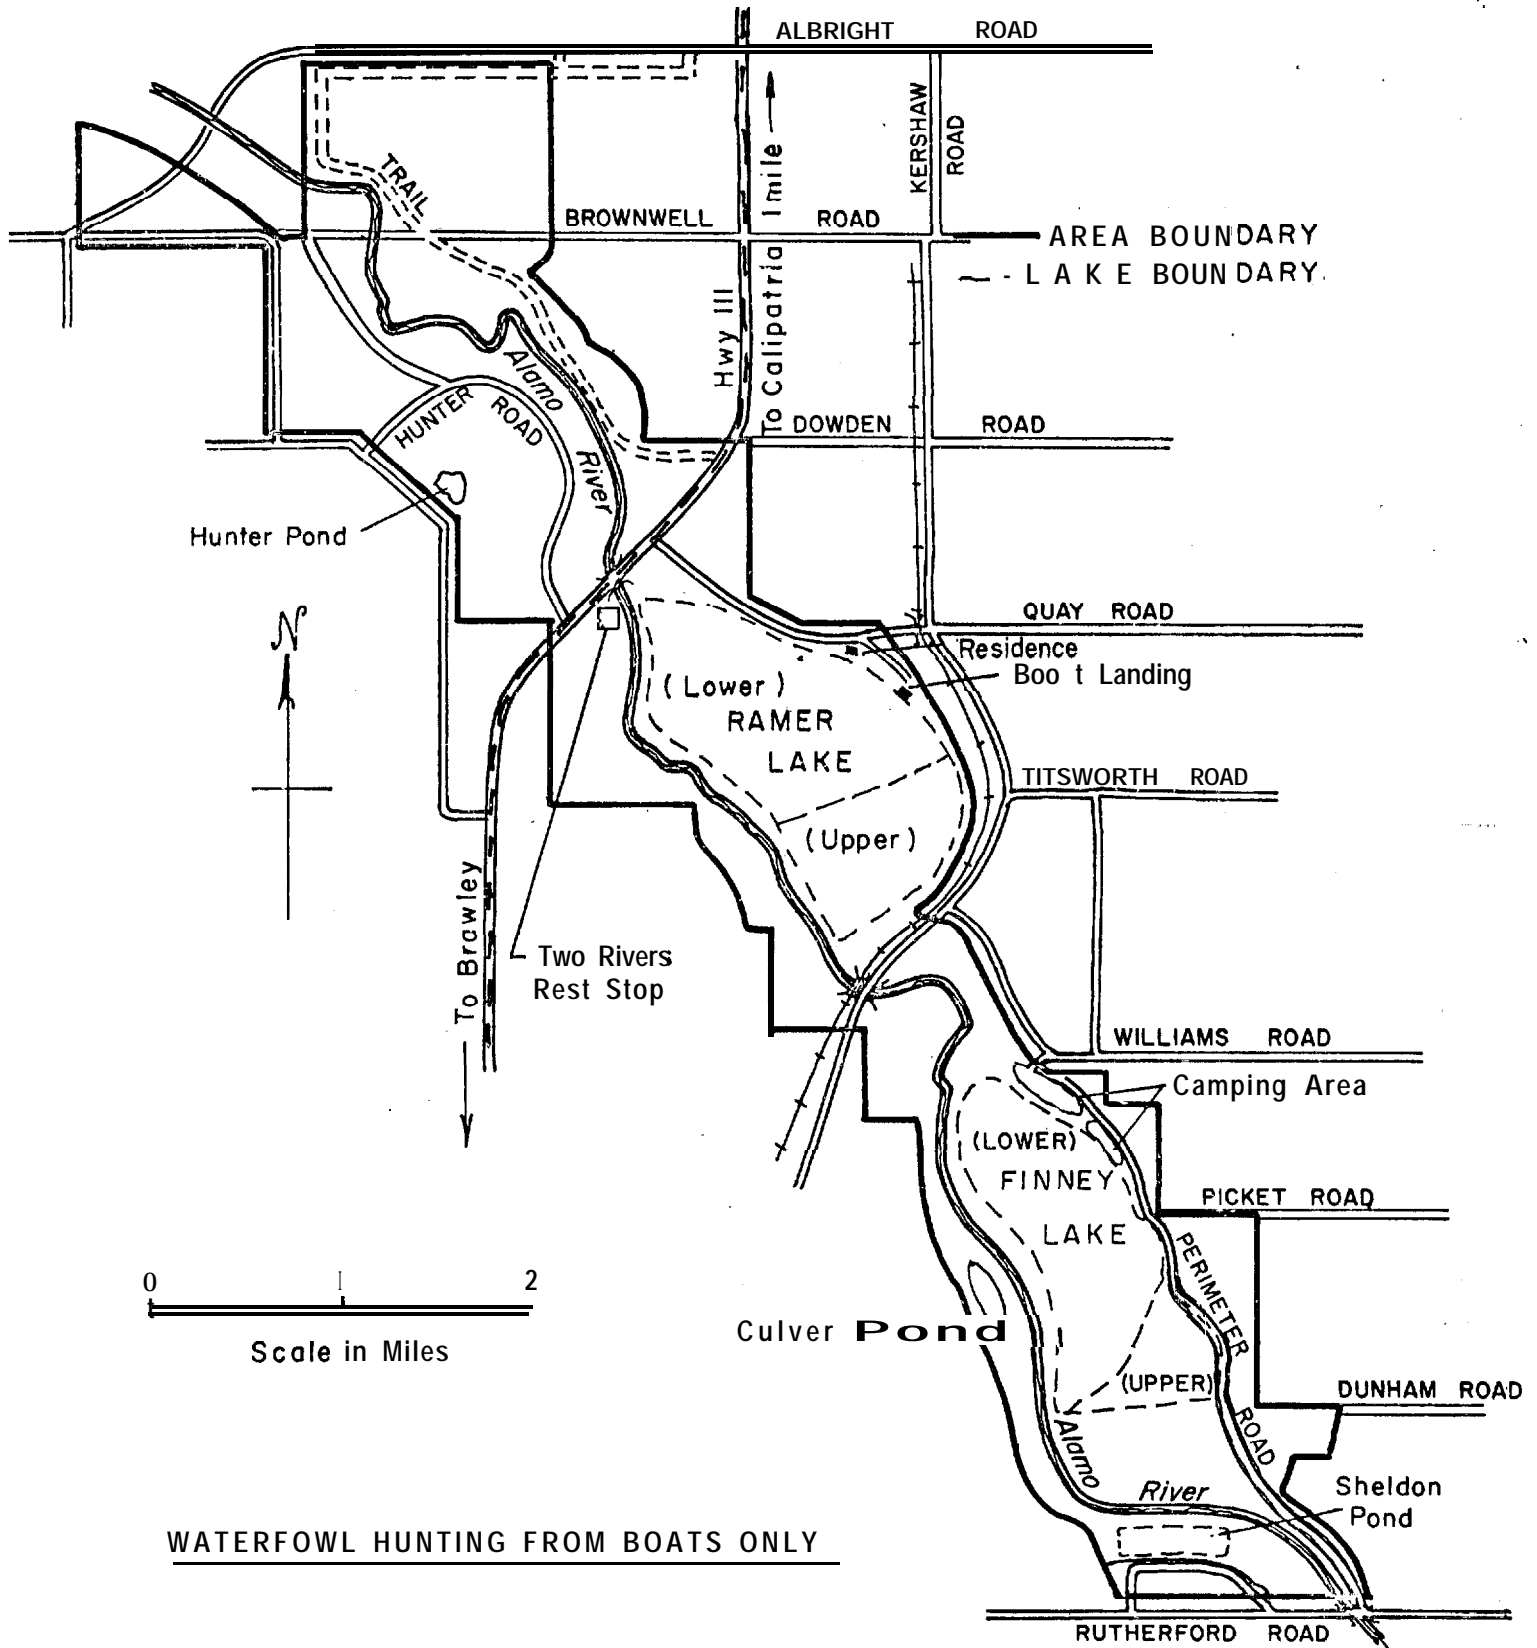 ALBRIGHT ROAD
KERSHAW
ROAD
TRAIL
BROWNWELL ROAD
AREA BOUNDARY
LAKE BOUNDARY
To Calipatria 1mile
Hwy III
Alamo
River
HUNTER ROAD
DOWDEN ROAD
Hunter Pond
N
QUAY ROAD
Residence
Boo t Landing
(Lower)
RAMER
LAKE
TITSWORTH ROAD
(Upper)
To Brawley
Two Rivers
Rest Stop
WILLIAMS ROAD
Camping Area
(LOWER)
FINNEY
LAKE
PICKET ROAD
PERIMETER
ROAD
0 1 2
Scale in Miles
Culver Pond
(UPPER)
DUNHAM ROAD
Alamo
River
Sheldon
Pond
WATERFOWL HUNTING FROM BOATS ONLY
RUTHERFORD ROAD